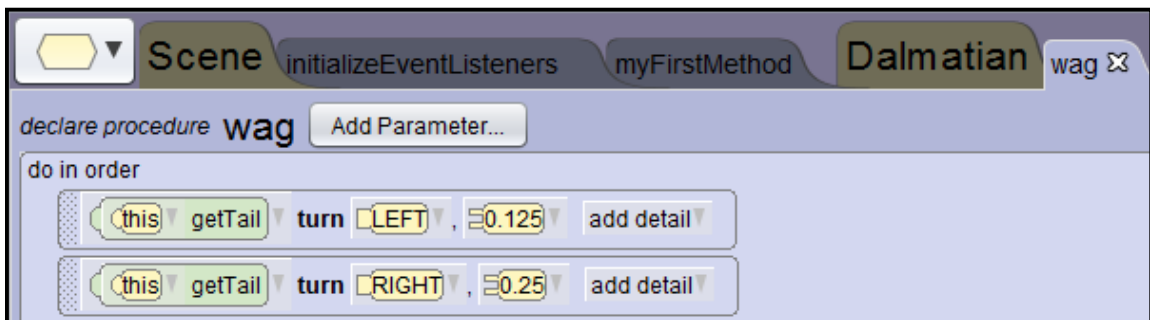 Scene initializeEventListeners myFirstMethod Dalmatian wag
declare procedure wag Add Parameter...
do in order
this getTail turn LEFT , 0.125 add detail
this getTail turn RIGHT , 0.25 add detail